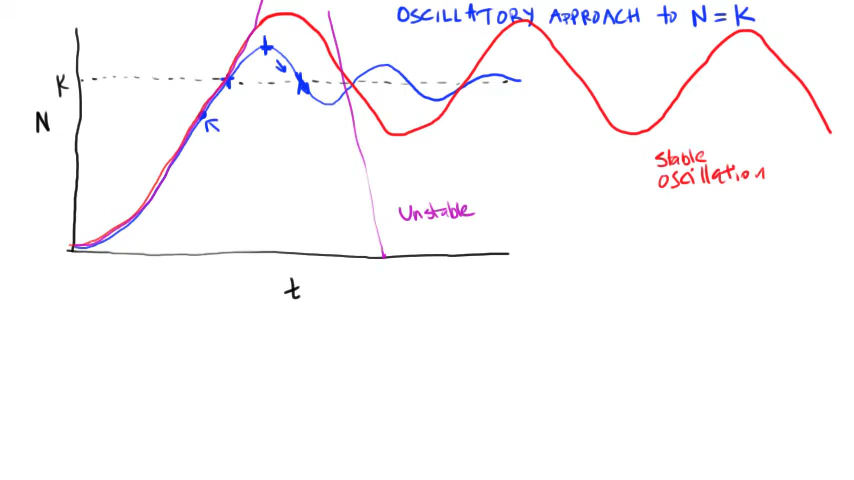 OSCILLATORY APPROACH to N = K
K
N
Stable
oscillation
Unstable
t